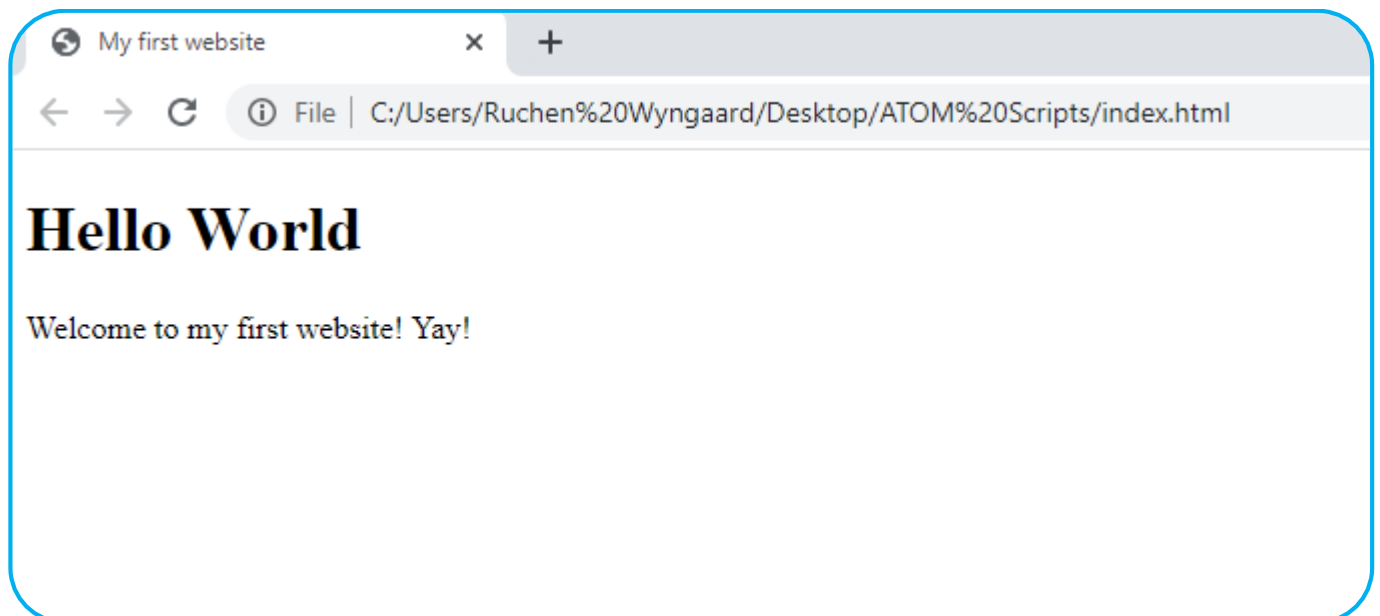 My first website
File C:/Users/Ruchen%20Wyngaard/Desktop/ATOM%20Scripts/index.html
Hello World
Welcome to my first website! Yay!